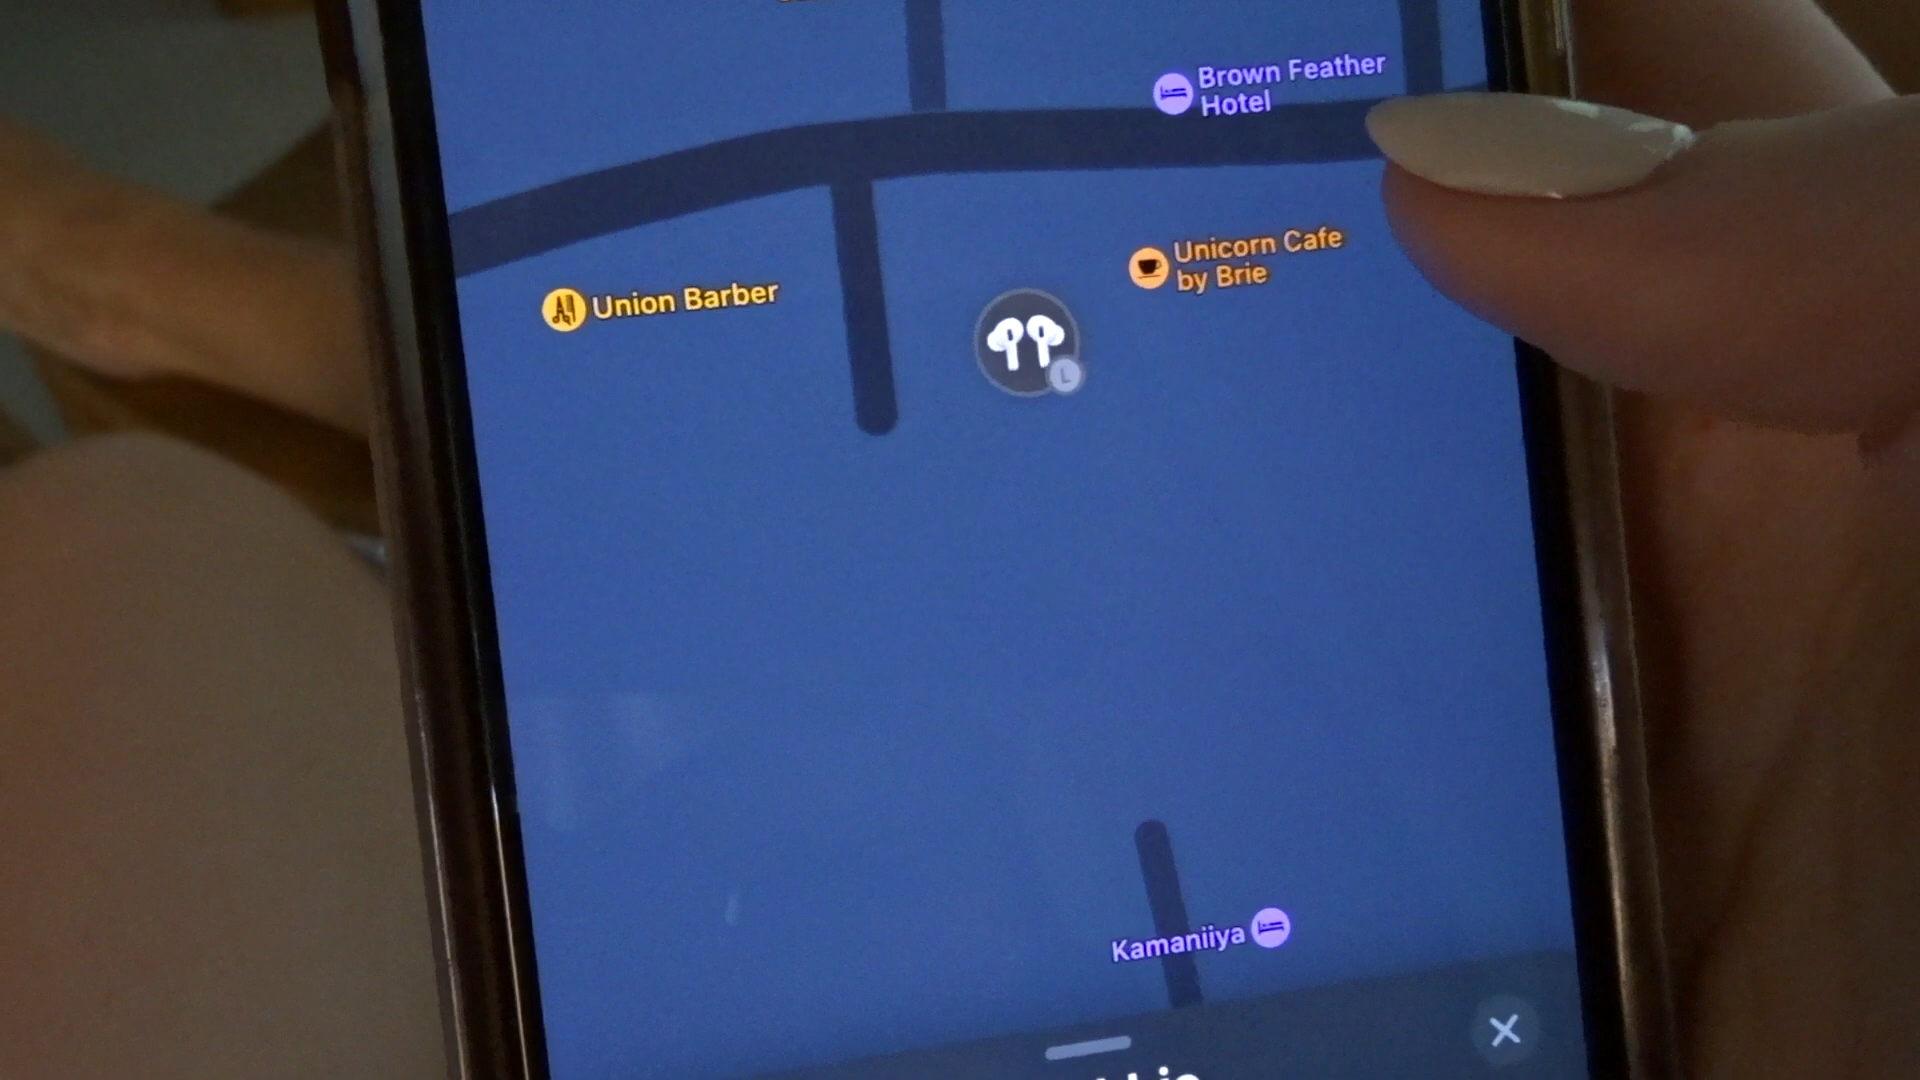 Brown Feather
Hotel
Unicorn Cafe
by Brie
Union Barber
L
Kamaniiya